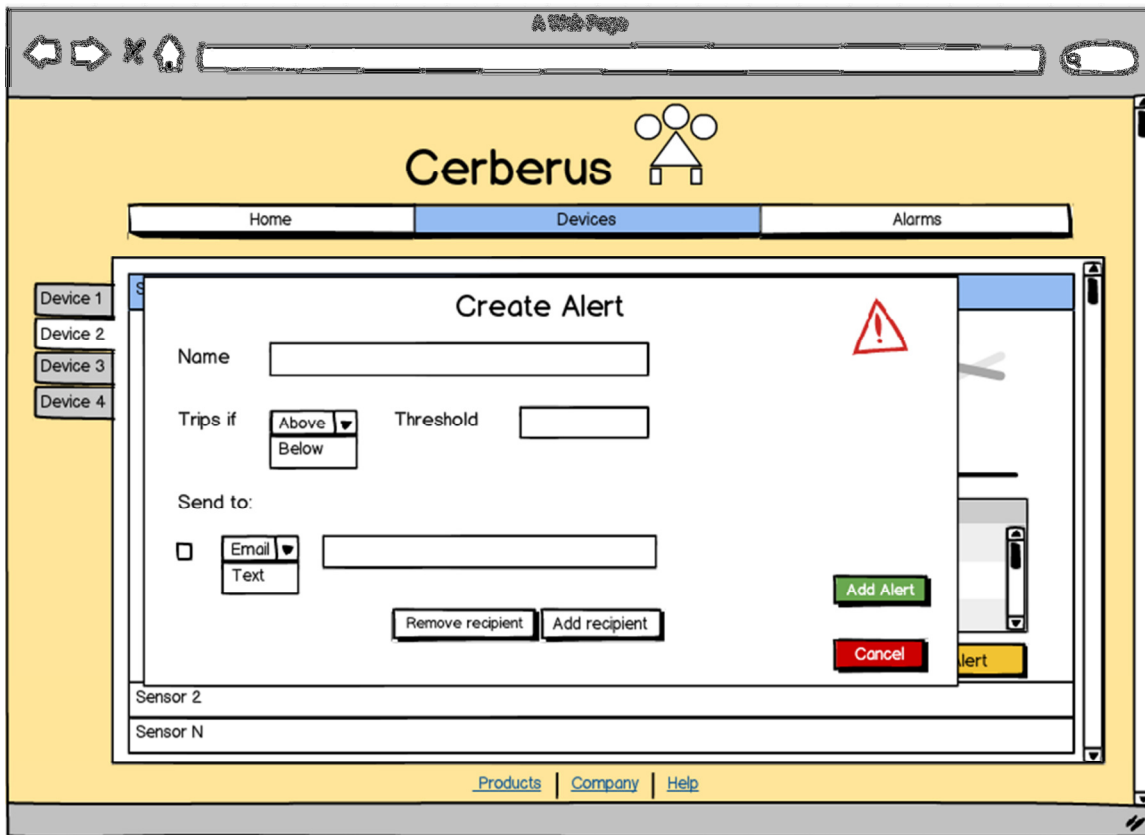 A Web Page
Cerberus
Home Devices Alarms
Device 1
Device 2
Device 3
Device 4
S
Create Alert
Name
Trips if Above Threshold
Below
Send to:
Email
Text
Add Alert
Remove recipient Add recipient
Cancel
lert
Sensor 2
Sensor N
Products Company Help